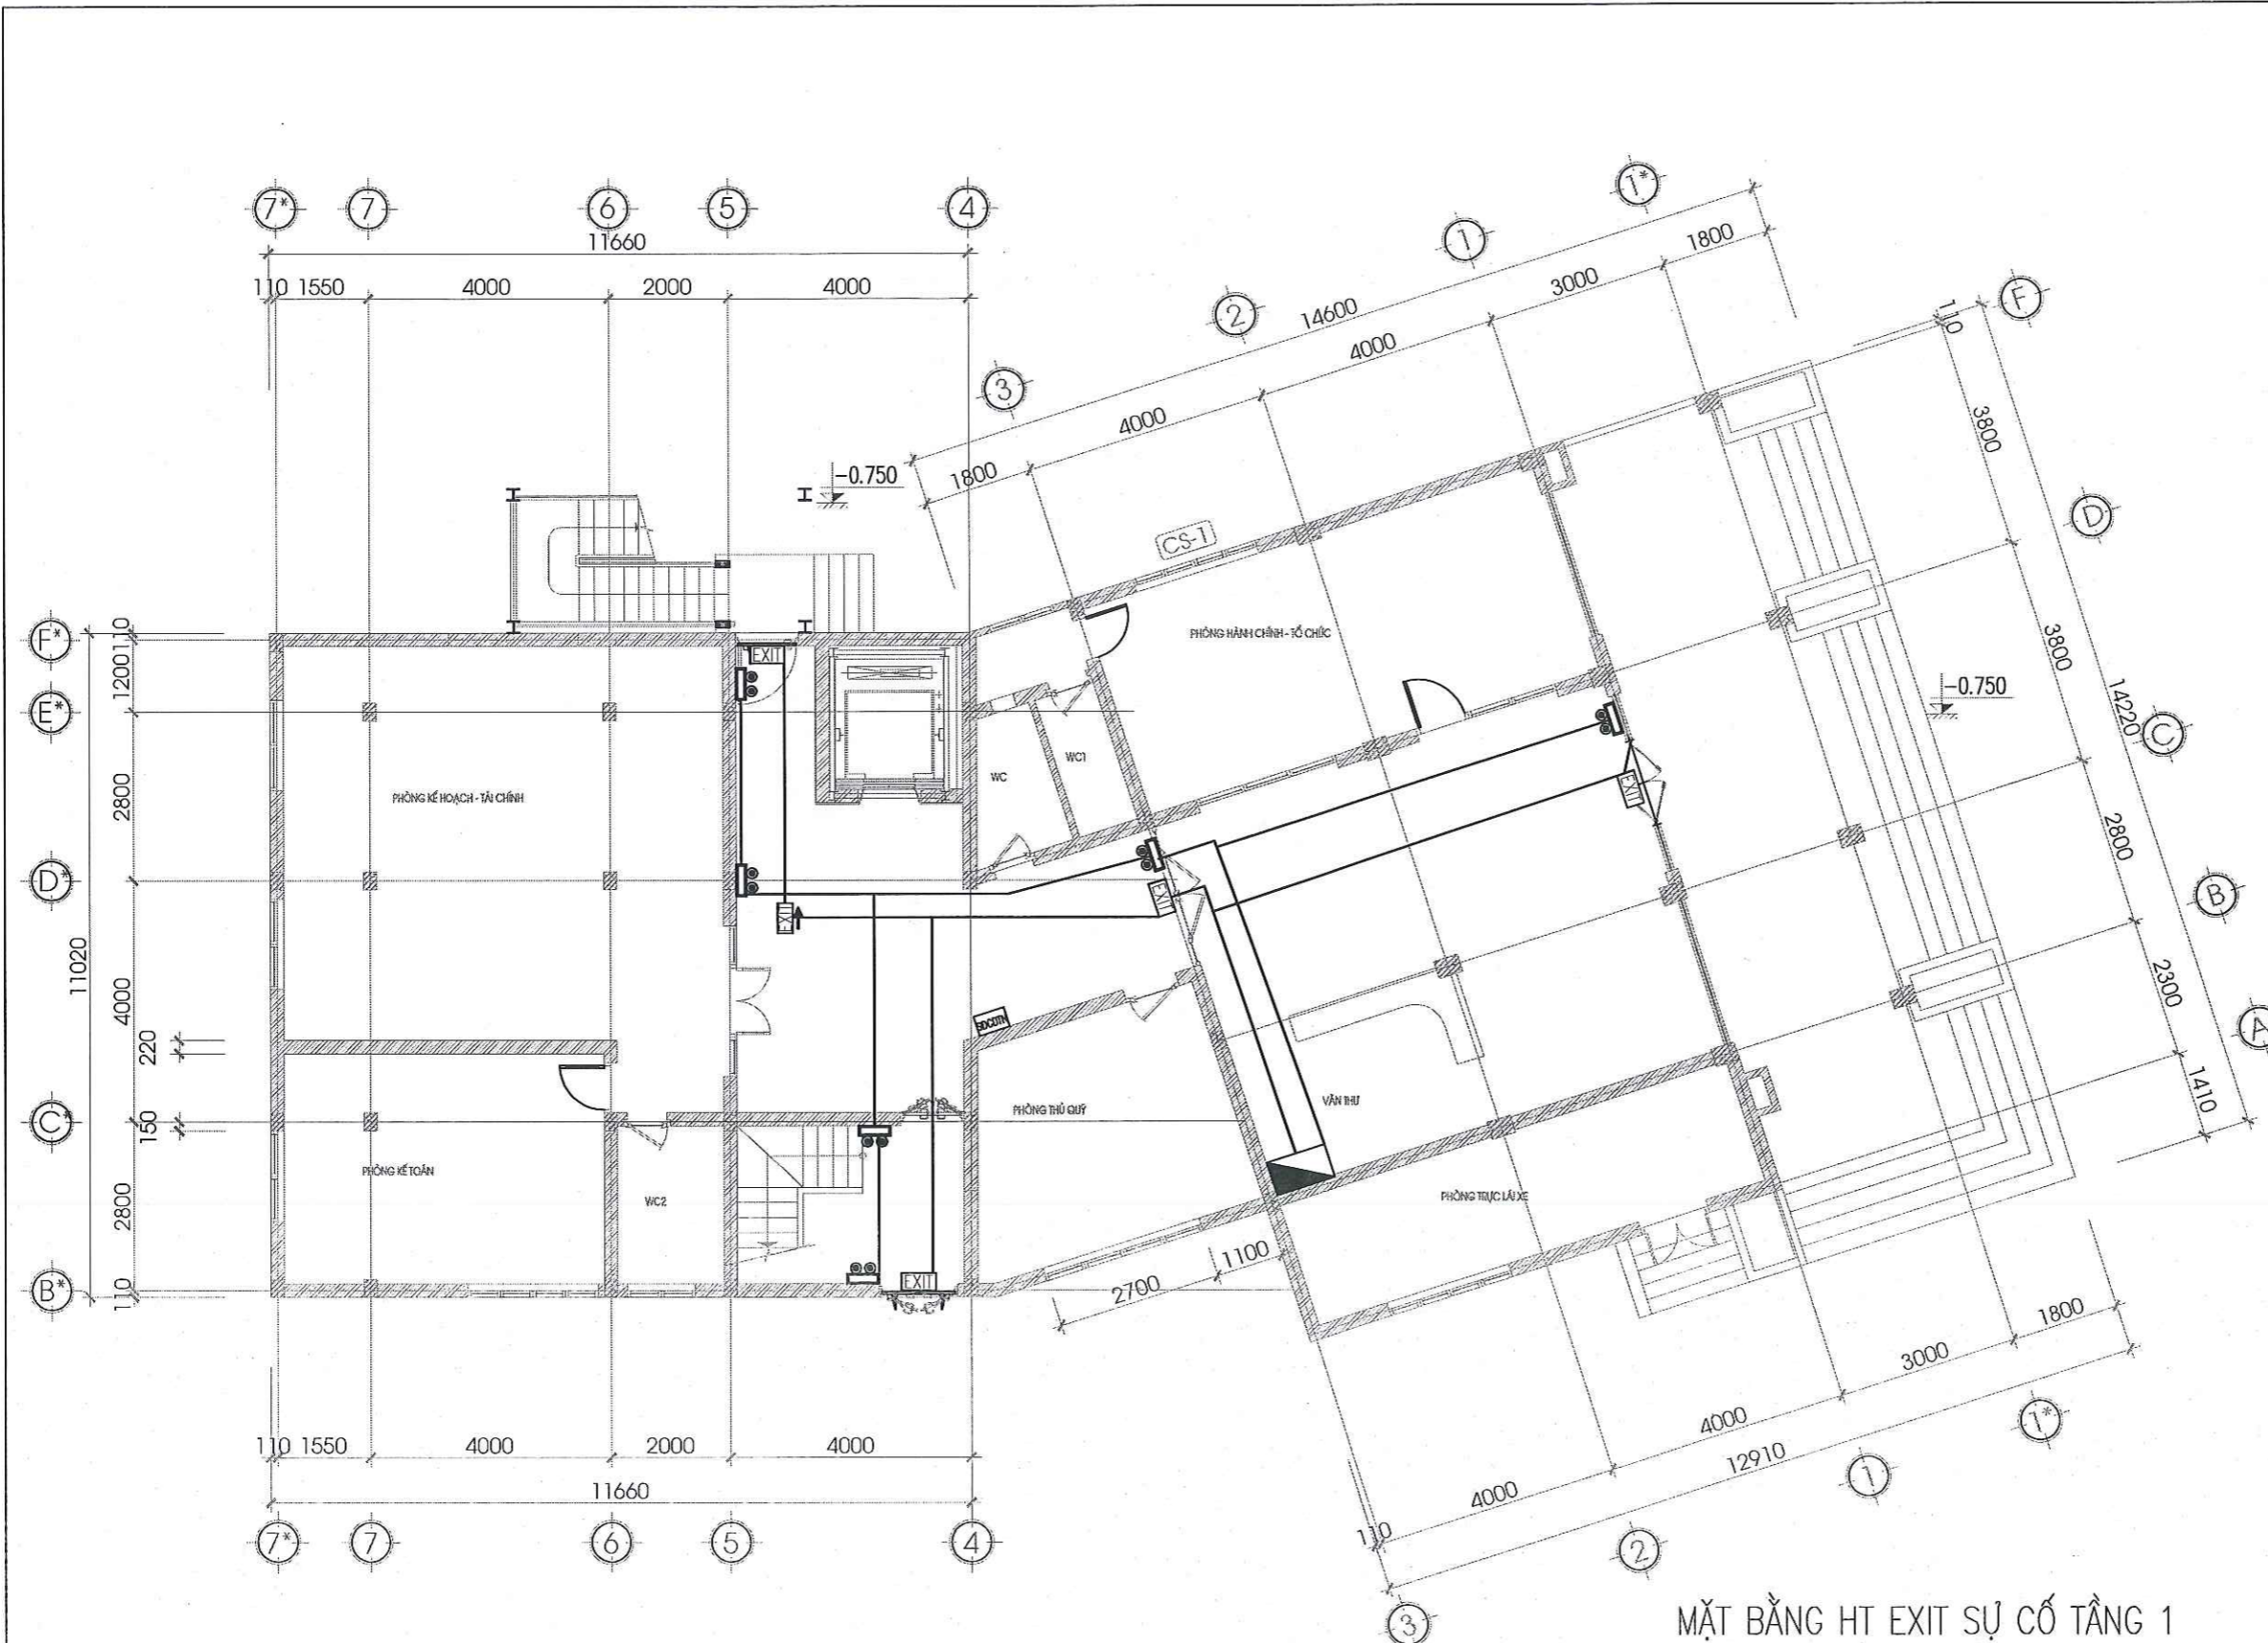 7* 7 6 5 4
11660
110 1550 4000 2000 4000
1*
1
2
3
1800
3000
14600
4000
4000
1800
F
110
3800
D
3800
14220
C
2800
B
2300
A
1410
-0.750
-0.750
CS-1
F*
E*
D*
C*
B*
110
1200
2800
11020
4000
220
150
2800
110
EXIT
PHÒNG HÀNH CHÍNH - TỔ CHỨC
WC
WC1
PHÒNG KẾ HOẠCH - TÀI CHÍNH
EXIT
EXIT
PHÒNG THỦ QUỸ
VĂN THƯ
PHÒNG KẾ TOÁN
WC2
PHÒNG TRỰC LÁI XE
EXIT
2700 1100
110 1550 4000 2000 4000
11660
7* 7 6 5 4
1800
3000
4000
12910
4000
110
1*
1
2
3
MẶT BẰNG HT EXIT SỰ CỐ TẦNG 1